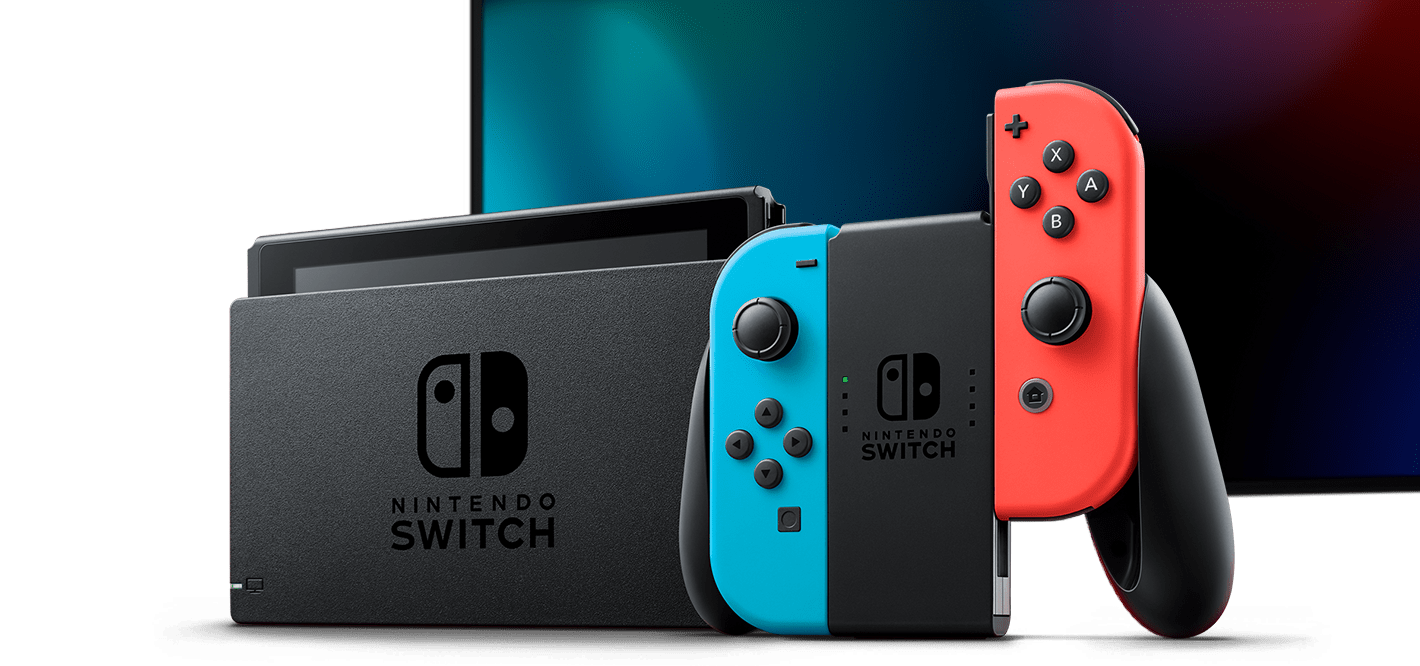 NINTENDO
SWITCH
X
Y
A
B
NINTENDO
SWITCH